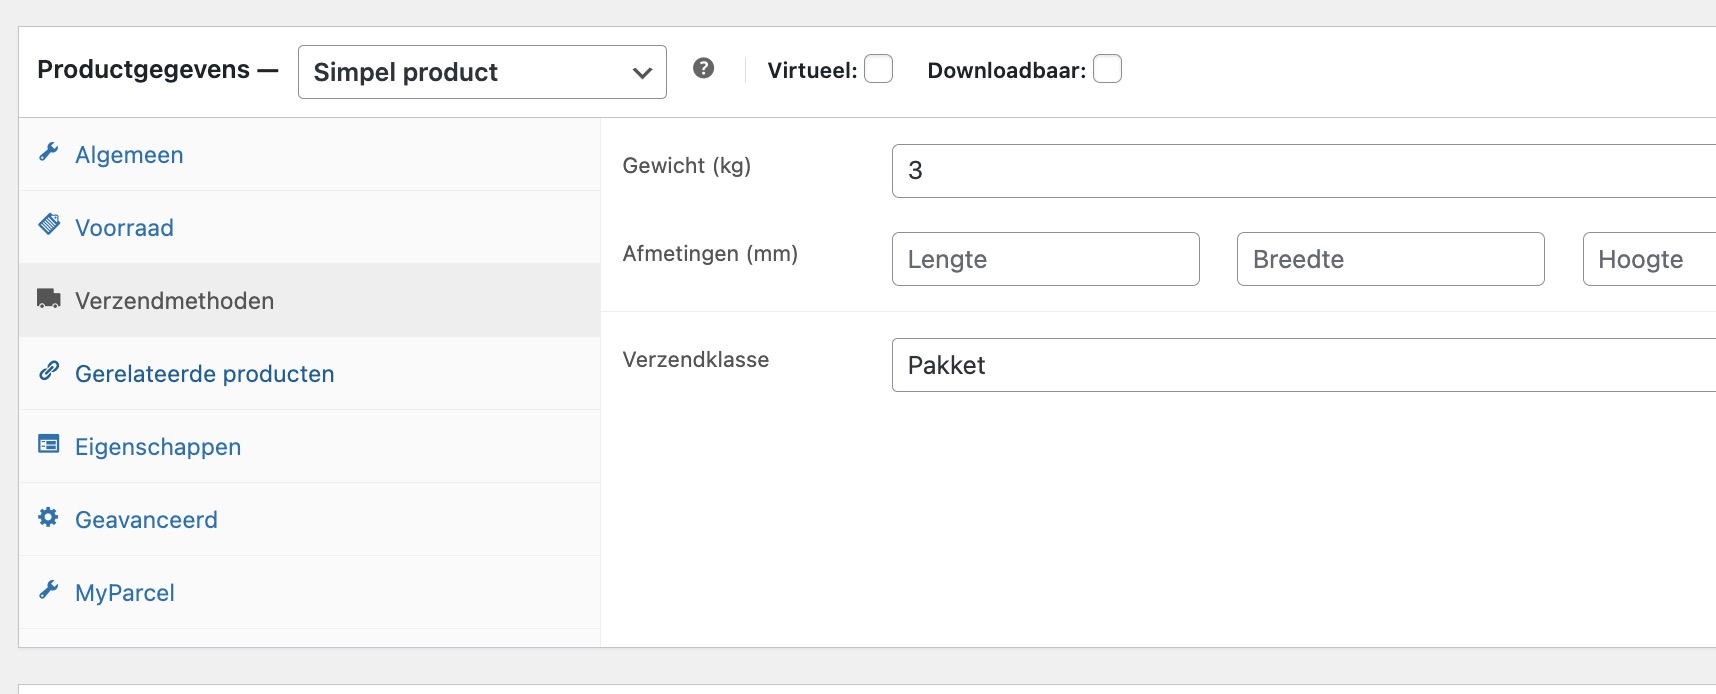 Productgegevens — Simpel product Virtueel: Downloadbaar:
Algemeen
Voorraad
Verzendmethoden
Gerelateerde producten
Eigenschappen
Geavanceerd
MyParcel
Gewicht (kg) 3
Afmetingen (mm) Lengte Breedte Hoogte
Verzendklasse Pakket